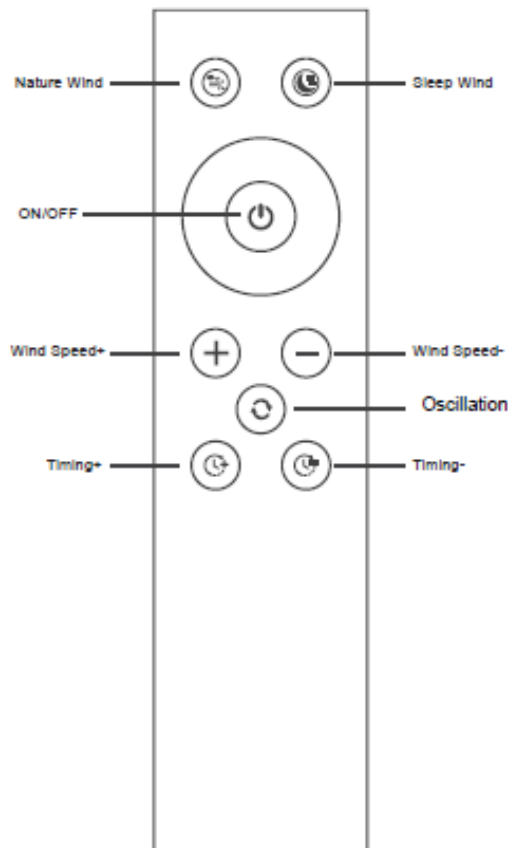 Nature Wind
Sleep Wind
ON/OFF
Wind Speed+
Wind Speed-
Oscillation
Timing+
Timing-